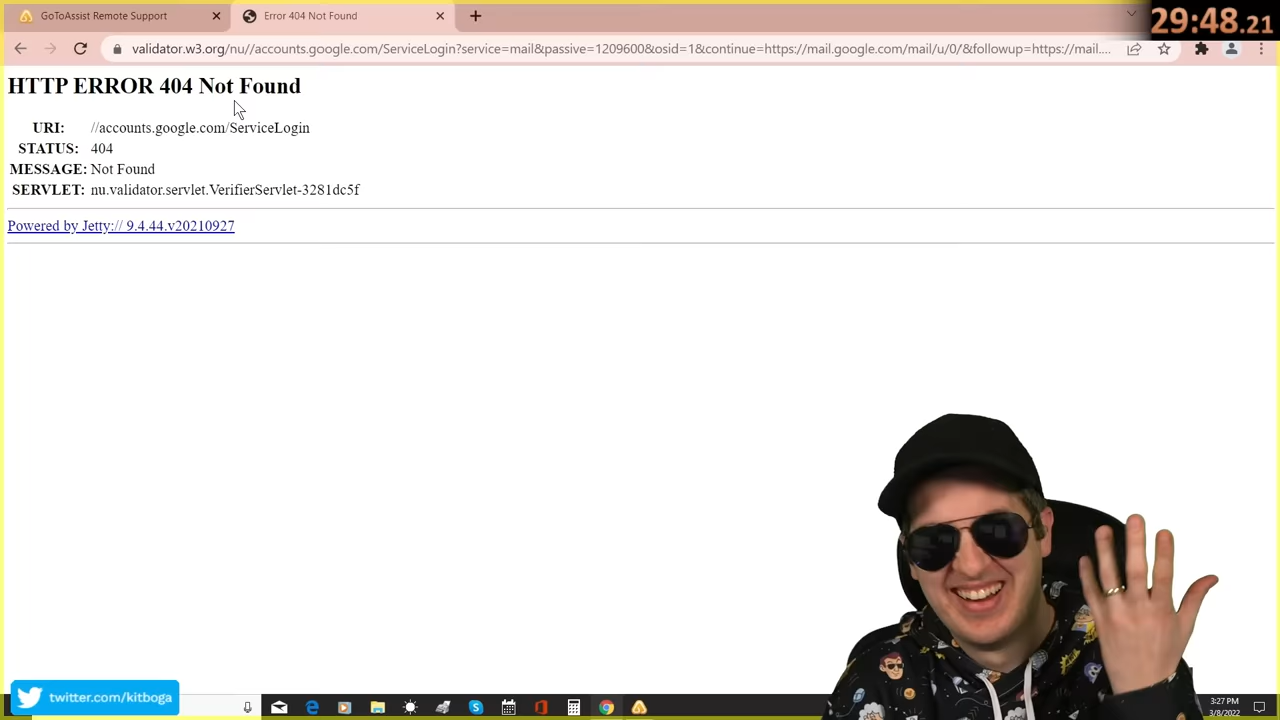 GoToAssist Remote Support
Error 404 Not Found
29:48.21
validator.w3.org/nu//accounts.google.com/ServiceLogin?service=mail&passive=1209600&osid=1&continue=https://mail.google.com/mail/u/0/&followup=https://mail....
HTTP ERROR 404 Not Found
URI: //accounts.google.com/ServiceLogin
STATUS: 404
MESSAGE: Not Found
SERVLET: nu.validator.servlet.VerifierServlet-3281dc5f
Powered by Jetty:// 9.4.44.v20210927
twitter.com/kitboga
3:27 PM
3/8/2022